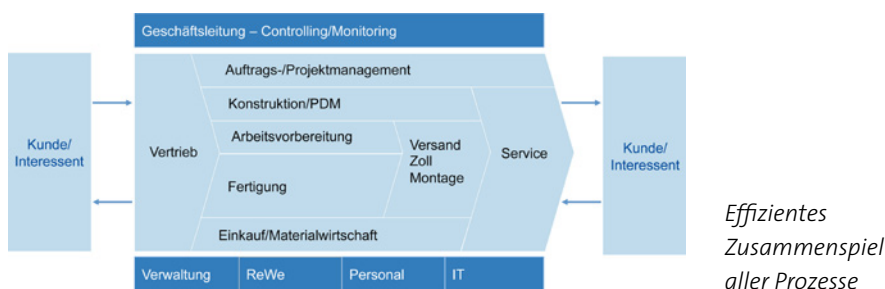 Geschäftsleitung – Controlling/Monitoring
Kunde/
Interessent
Vertrieb
Auftrags-/Projektmanagement
Konstruktion/PDM
Arbeitsvorbereitung
Fertigung
Einkauf/Materialwirtschaft
Versand
Zoll
Montage
Service
Kunde/
Interessent
Verwaltung
ReWe
Personal
IT
Effizientes
Zusammenspiel
aller Prozesse